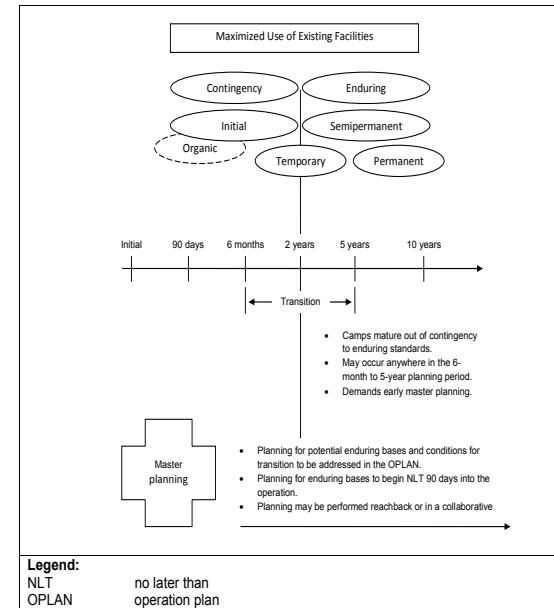 Maximized Use of Existing Facilities
Contingency Enduring
Initial Semipermanent
Organic
Temporary Permanent
Initial 90 days 6 months 2 years 5 years 10 years
Transition
• Camps mature out of contingency
to enduring standards.
• May occur anywhere in the 6-
month to 5-year planning period.
• Demands early master planning.
Master
planning
• Planning for potential enduring bases and conditions for
transition to be addressed in the OPLAN.
• Planning for enduring bases to begin NLT 90 days into the
operation.
• Planning may be performed reachback or in a collaborative
Legend:
NLT no later than
OPLAN operation plan